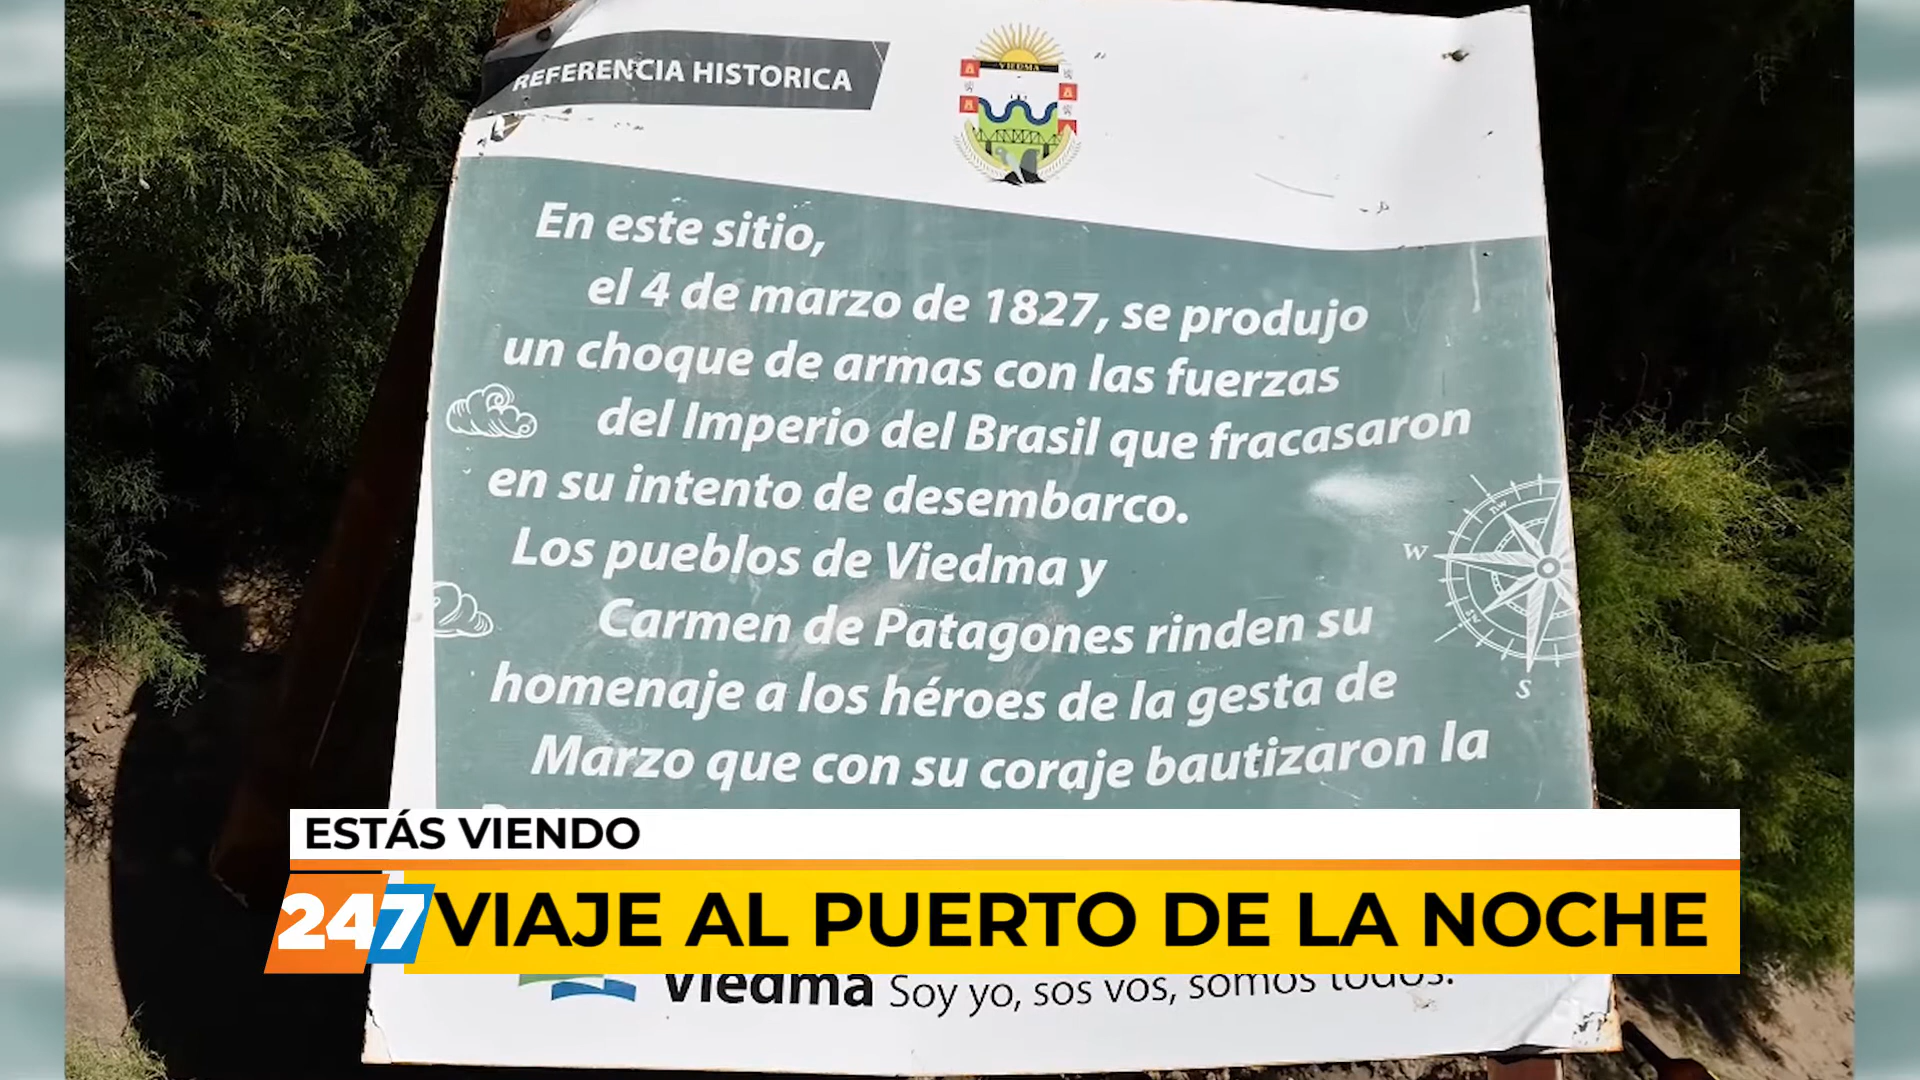 REFERENCIA HISTORICA
VIEDMA
En este sitio,
el 4 de marzo de 1827, se produjo
un choque de armas con las fuerzas
del Imperio del Brasil que fracasaron
en su intento de desembarco.
Los pueblos de Viedma y
Carmen de Patagones rinden su
homenaje a los héroes de la gesta de
Marzo que con su coraje bautizaron la
NW
W
SW
S
ESTÁS VIENDO
247 VIAJE AL PUERTO DE LA NOCHE
Viedma Soy yo, sos vos, somos todos.